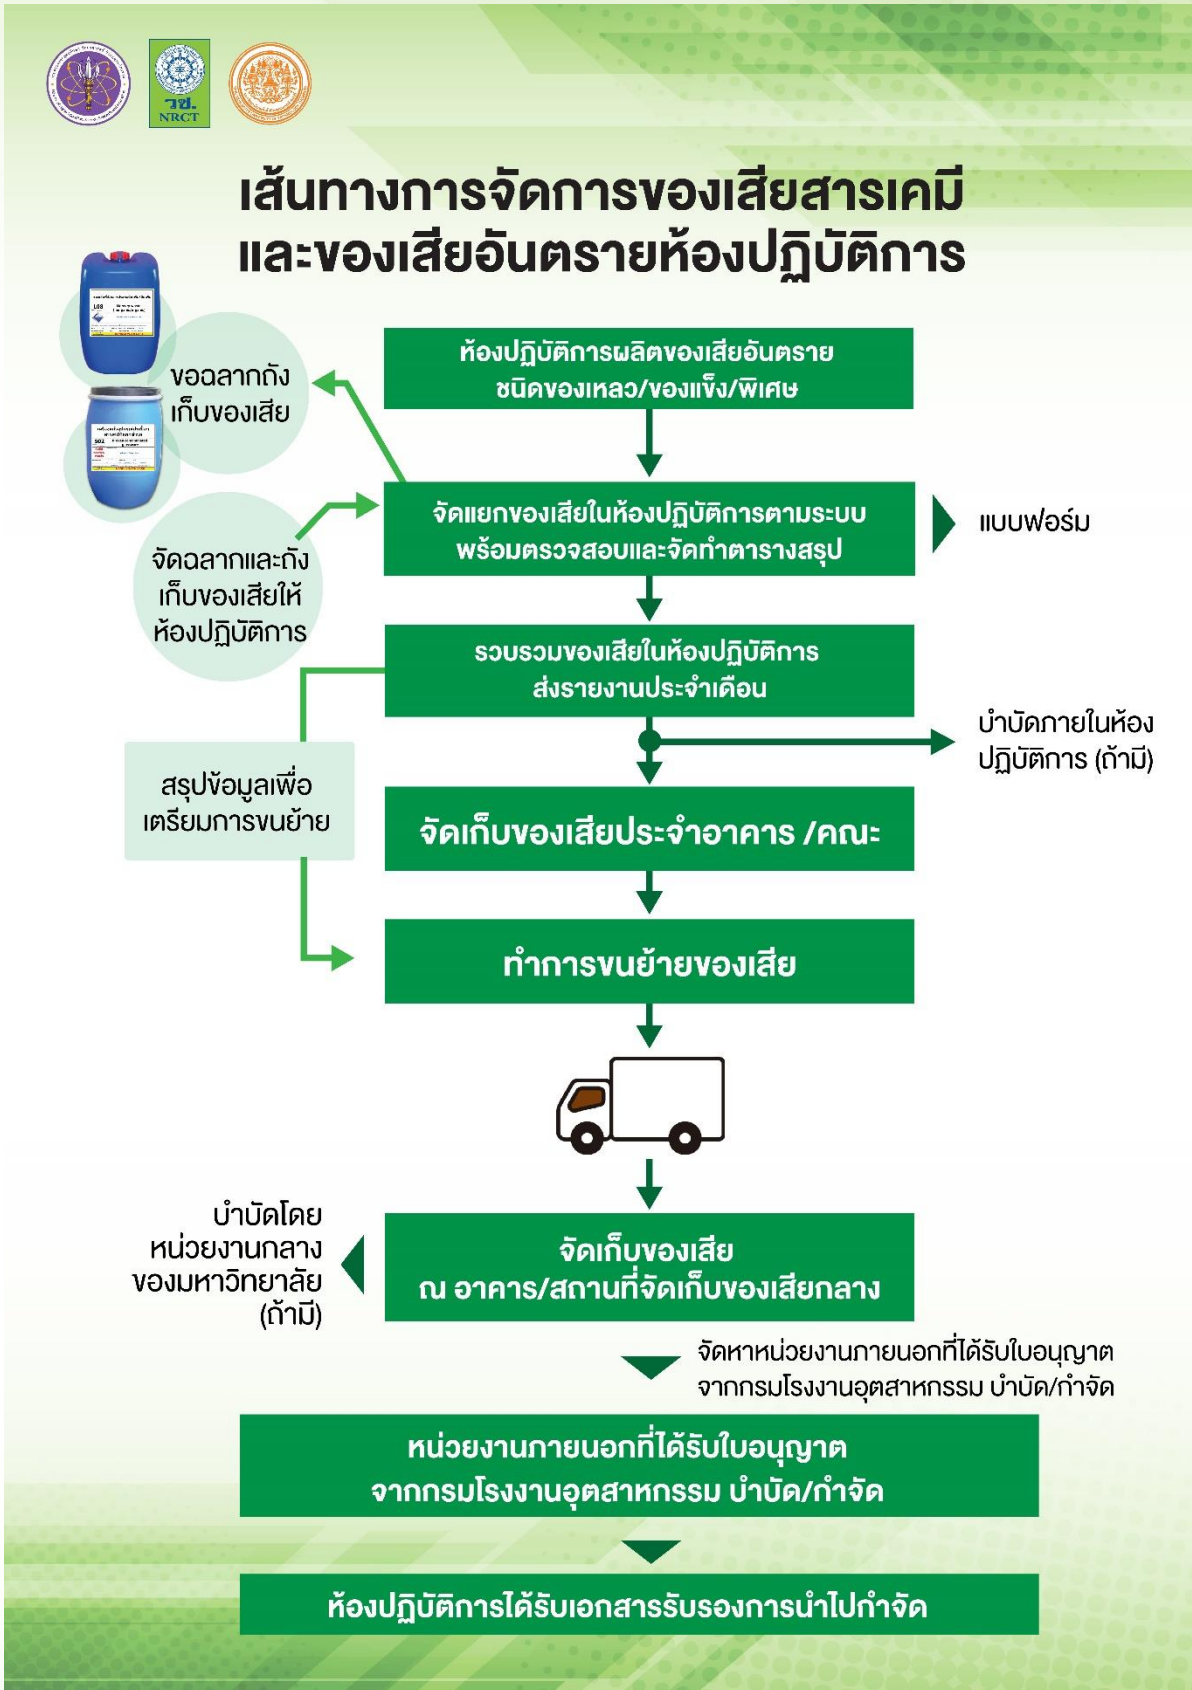 วช.
NRCT
เส้นทางการจัดการของเสียสารเคมี
และของเสียอันตรายห้องปฏิบัติการ
L08
S02
ห้องปฏิบัติการผลิตของเสียอันตราย
ชนิดของเหลว/ของแข็ง/พิเศษ
ขอฉลากถัง
เก็บของเสีย
จัดแยกของเสียในห้องปฏิบัติการตามระบบ
พร้อมตรวจสอบและจัดทำตารางสรุป
แบบฟอร์ม
จัดฉลากและถัง
เก็บของเสียให้
ห้องปฏิบัติการ
รวบรวมของเสียในห้องปฏิบัติการ
ส่งรายงานประจำเดือน
บำบัดภายในห้อง
ปฏิบัติการ (ถ้ามี)
สรุปข้อมูลเพื่อ
เตรียมการขนย้าย
จัดเก็บของเสียประจำอาคาร /คณะ
ทำการขนย้ายของเสีย
บำบัดโดย
หน่วยงานกลาง
ของมหาวิทยาลัย
(ถ้ามี)
จัดเก็บของเสีย
ณ อาคาร/สถานที่จัดเก็บของเสียกลาง
จัดหาหน่วยงานภายนอกที่ได้รับใบอนุญาต
จากกรมโรงงานอุตสาหกรรม บำบัด/กำจัด
หน่วยงานภายนอกที่ได้รับใบอนุญาต
จากกรมโรงงานอุตสาหกรรม บำบัด/กำจัด
ห้องปฏิบัติการได้รับเอกสารรับรองการนำไปกำจัด